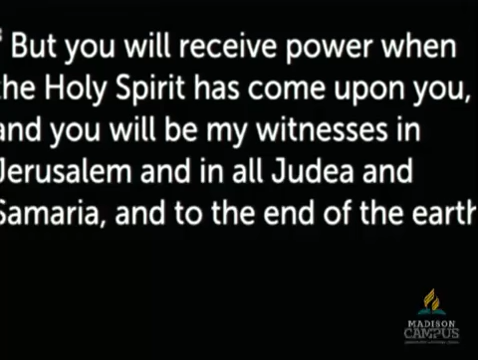 8 But you will receive power when
the Holy Spirit has come upon you,
and you will be my witnesses in
Jerusalem and in all Judea and
Samaria, and to the end of the earth
MADISON
CAMPUS